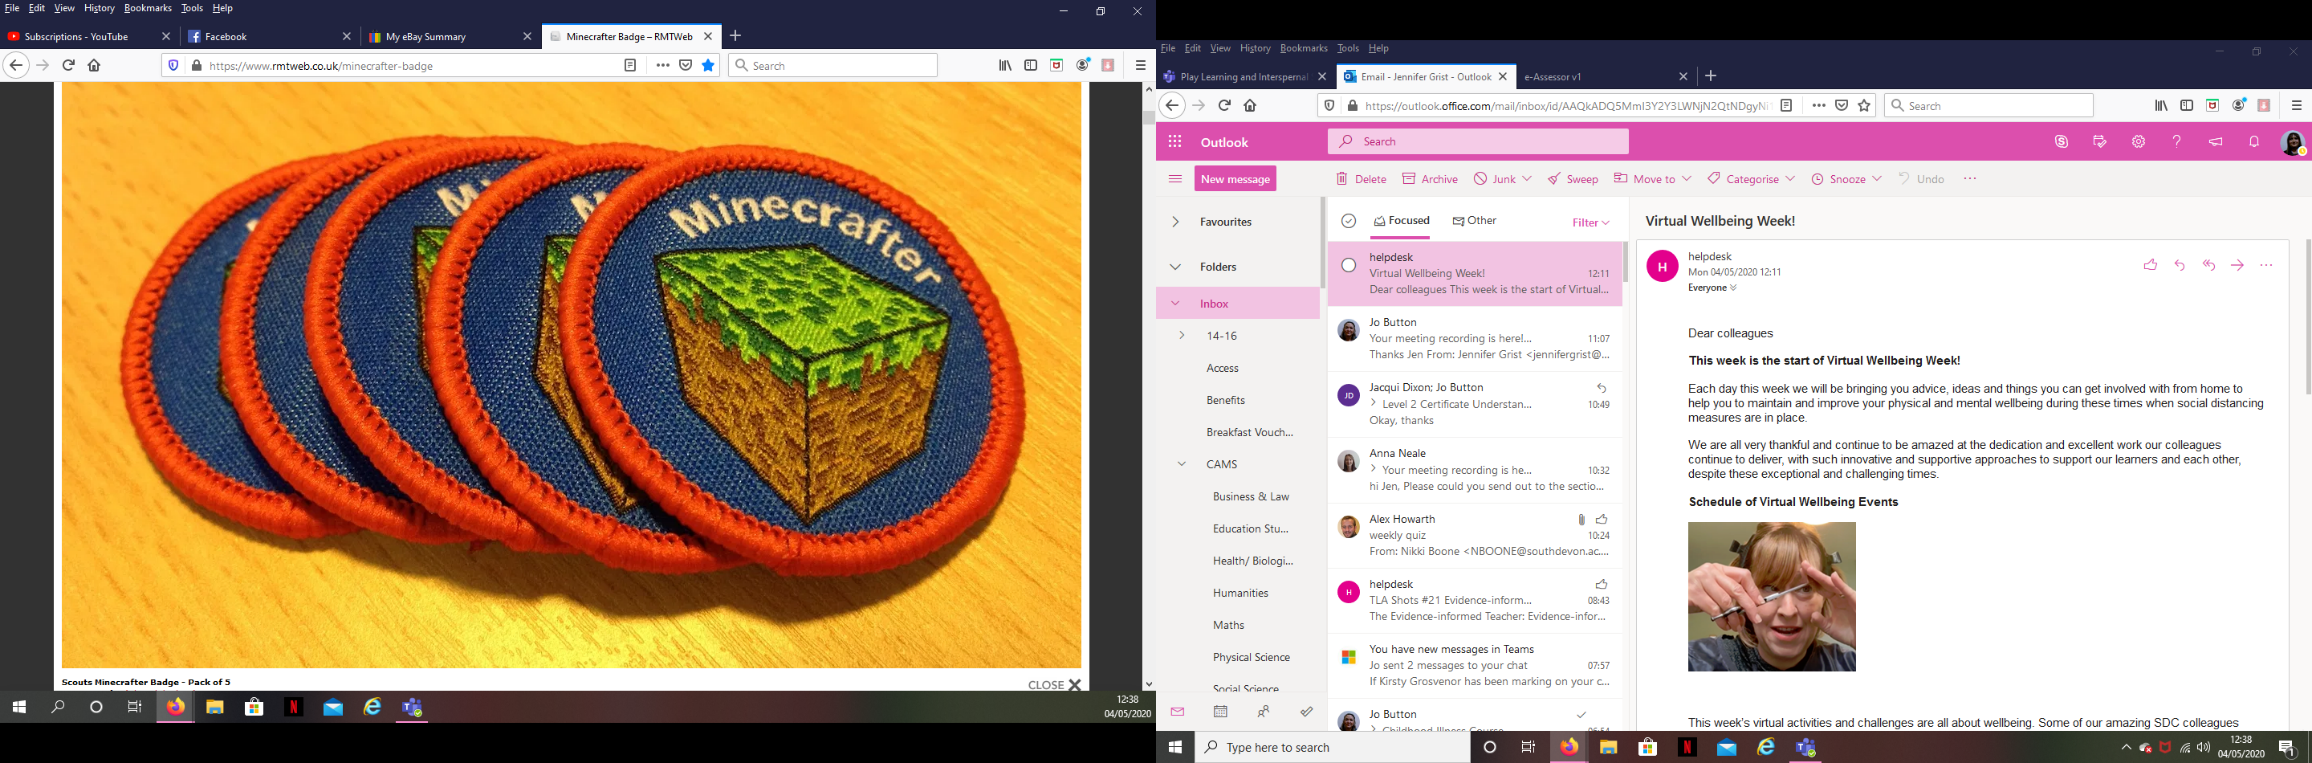 File Edit View History Bookmarks Tools Help
Subscriptions - YouTube
Facebook
My eBay Summary
Minecrafter Badge – RMTWeb
https://www.rmtweb.co.uk/minecrafter-badge
Search
Minecrafter
Scouts Minecrafter Badge - Pack of 5
CLOSE
12:38
04/05/2020
File Edit View History Bookmarks Tools Help
Play Learning and Interspernal
Email - Jennifer Grist - Outlook
e-Assessor v1
Search
Outlook
Search
New message
Delete Archive Junk Sweep Move to Categorise Snooze Undo
Favourites
Folders
Inbox
14-16
Access
Benefits
Breakfast Vouch...
CAMS
Business & Law
Education Stu...
Health/ Biologi...
Humanities
Maths
Physical Science
Social Science
Focused Other Filter
helpdesk
Virtual Wellbeing Week! 12:11
Dear colleagues This week is the start of Virtual...
Jo Button
Your meeting recording is here!... 11:07
Thanks Jen From: Jennifer Grist <jennifergrist@...
JD
Jacqui Dixon; Jo Button
Level 2 Certificate Understan... 10:49
Okay, thanks
Anna Neale
Your meeting recording is he... 10:32
hi Jen. Please could you send out to the sectio...
Alex Howarth
weekly quiz 10:24
From: Nikki Boone <NBOONE@southdevon.ac....
H
helpdesk
TLA Shots #21 Evidence-inform... 08:43
The Evidence-informed Teacher: Evidence-infor...
You have new messages in Teams
Jo sent 2 messages to your chat 07:57
If Kirsty Grosvenor has been marking on your c...
Jo Button
Childhood Illness Course
Virtual Wellbeing Week!
H
helpdesk
Mon 04/05/2020 12:11
Everyone
Dear colleagues
This week is the start of Virtual Wellbeing Week!
Each day this week we will be bringing you advice, ideas and things you can get involved with from home to
help you to maintain and improve your physical and mental wellbeing during these times when social distancing
measures are in place.
We are all very thankful and continue to be amazed at the dedication and excellent work our colleagues
continue to deliver, with such innovative and supportive approaches to support our learners and each other,
despite these exceptional and challenging times.
Schedule of Virtual Wellbeing Events
This week's virtual activities and challenges are all about wellbeing. Some of our amazing SDC colleagues
Type here to search
12:38
04/05/2020